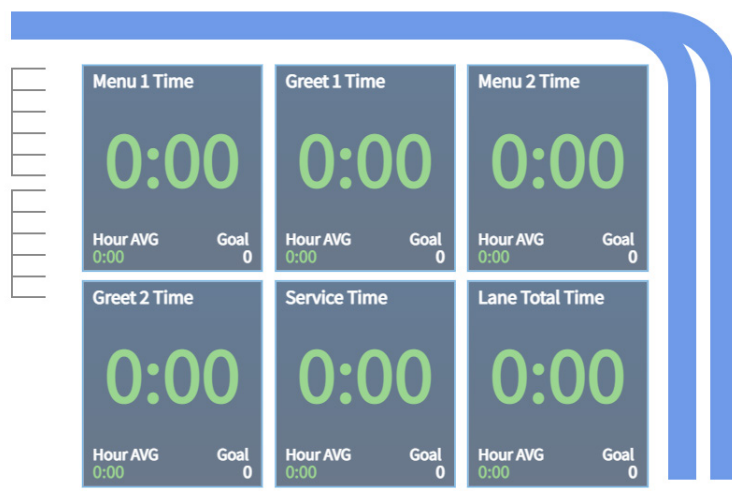 Menu 1 Time
0:00
Hour AVG Goal
0:00 0
Greet 1 Time
0:00
Hour AVG Goal
0:00 0
Menu 2 Time
0:00
Hour AVG Goal
0:00 0
Greet 2 Time
0:00
Hour AVG Goal
0:00 0
Service Time
0:00
Hour AVG Goal
0:00 0
Lane Total Time
0:00
Hour AVG Goal
0:00 0